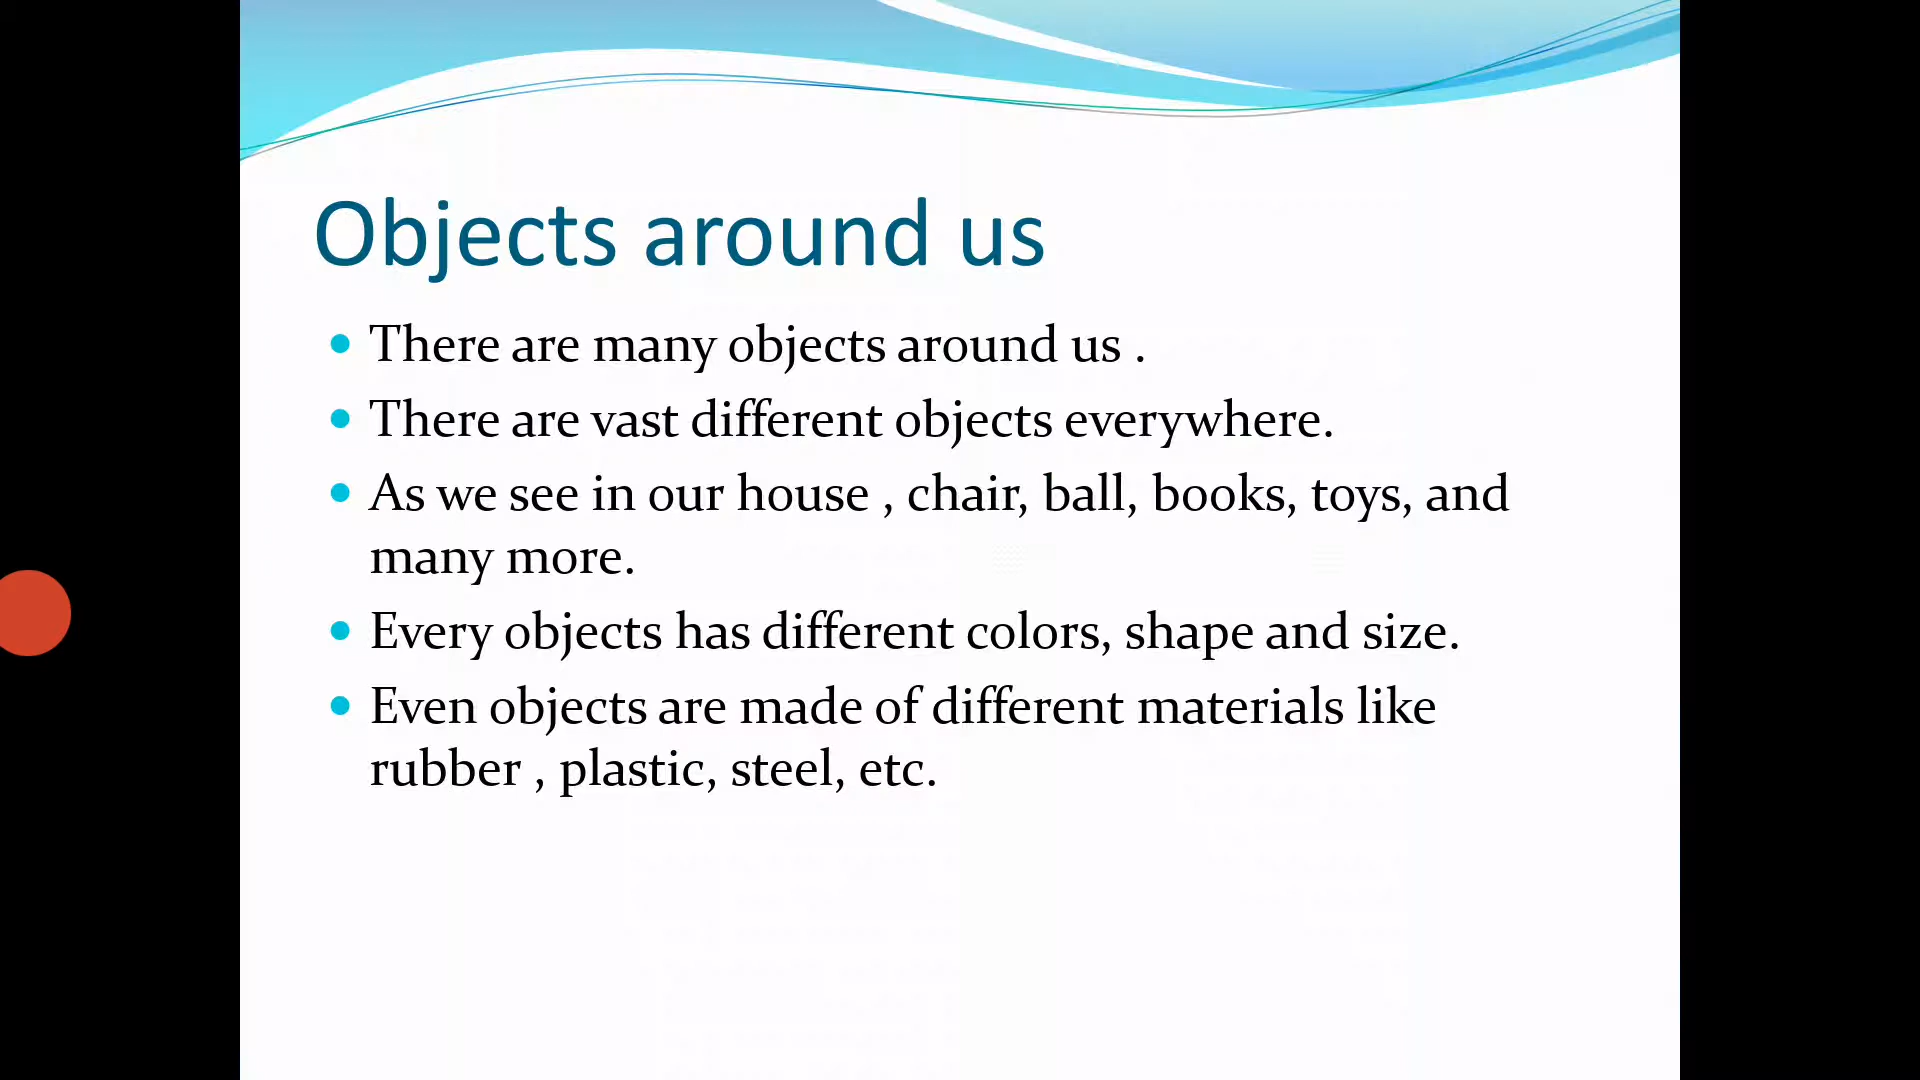 Objects around us
There are many objects around us .
There are vast different objects everywhere.
As we see in our house , chair, ball, books, toys, and
many more.
Every objects has different colors, shape and size.
Even objects are made of different materials like
rubber , plastic, steel, etc.